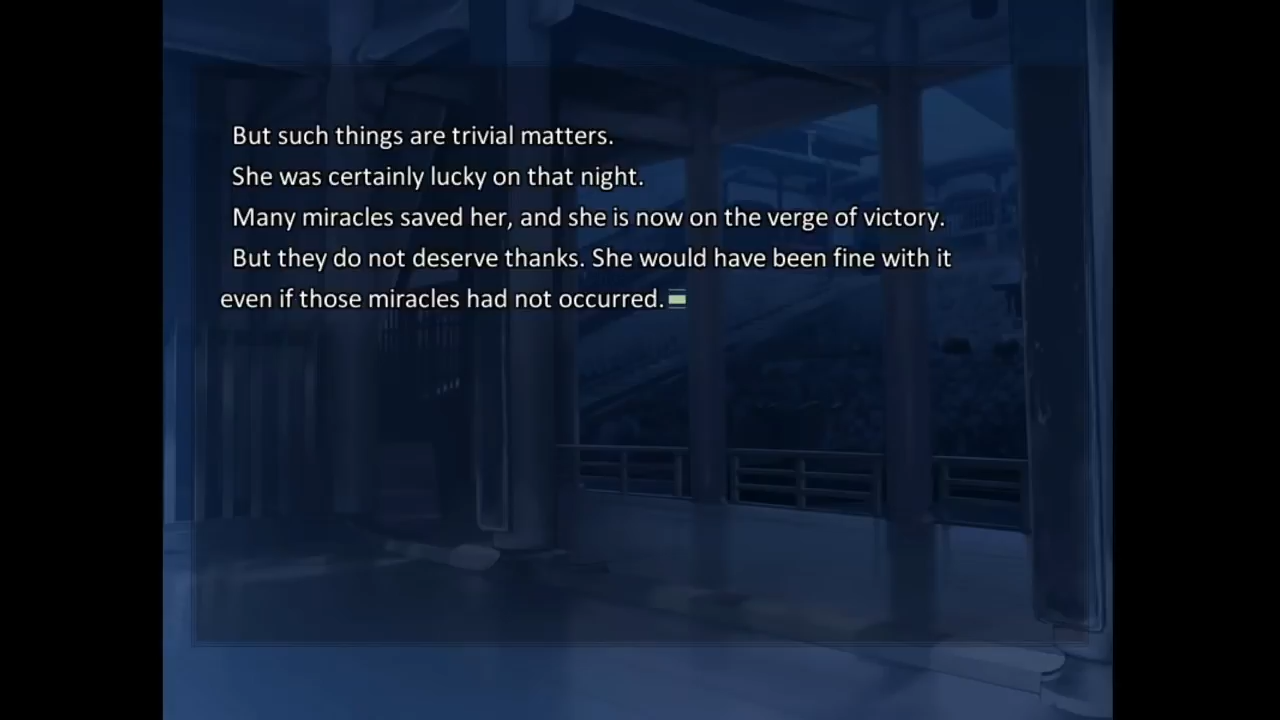 But such things are trivial matters.
She was certainly lucky on that night.
Many miracles saved her, and she is now on the verge of victory.
But they do not deserve thanks. She would have been fine with it
even if those miracles had not occurred.